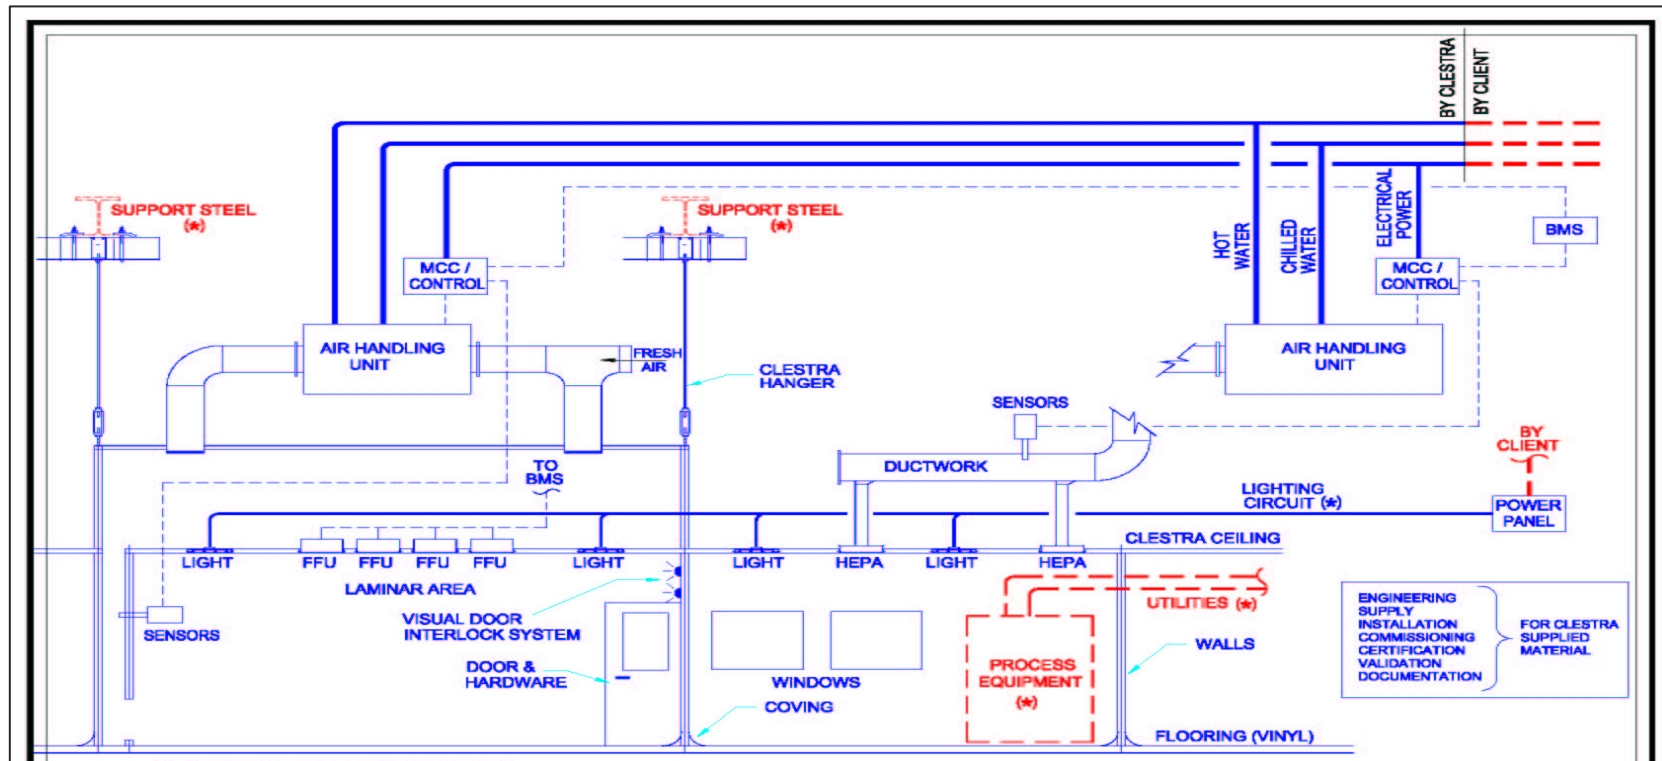 BY CLESTRA
BY CLIENT
SUPPORT STEEL
(*)
SUPPORT STEEL
(*)
HOT
WATER
CHILLED
WATER
ELECTRICAL
POWER
BMS
MCC /
CONTROL
MCC /
CONTROL
AIR HANDLING
UNIT
FRESH
AIR
AIR HANDLING
UNIT
CLESTRA
HANGER
SENSORS
BY
CLIENT
TO
BMS
DUCTWORK
LIGHTING
CIRCUIT (*)
POWER
PANEL
CLESTRA CEILING
LIGHT
FFU
FFU
FFU
FFU
LIGHT
LIGHT
HEPA
LIGHT
HEPA
LAMINAR AREA
VISUAL DOOR
INTERLOCK SYSTEM
UTILITIES (*)
SENSORS
WALLS
ENGINEERING
SUPPLY
INSTALLATION
COMMISSIONING
CERTIFICATION
VALIDATION
DOCUMENTATION
FOR CLESTRA
SUPPLIED
MATERIAL
DOOR &
HARDWARE
WINDOWS
PROCESS
EQUIPMENT
(*)
COVING
FLOORING (VINYL)